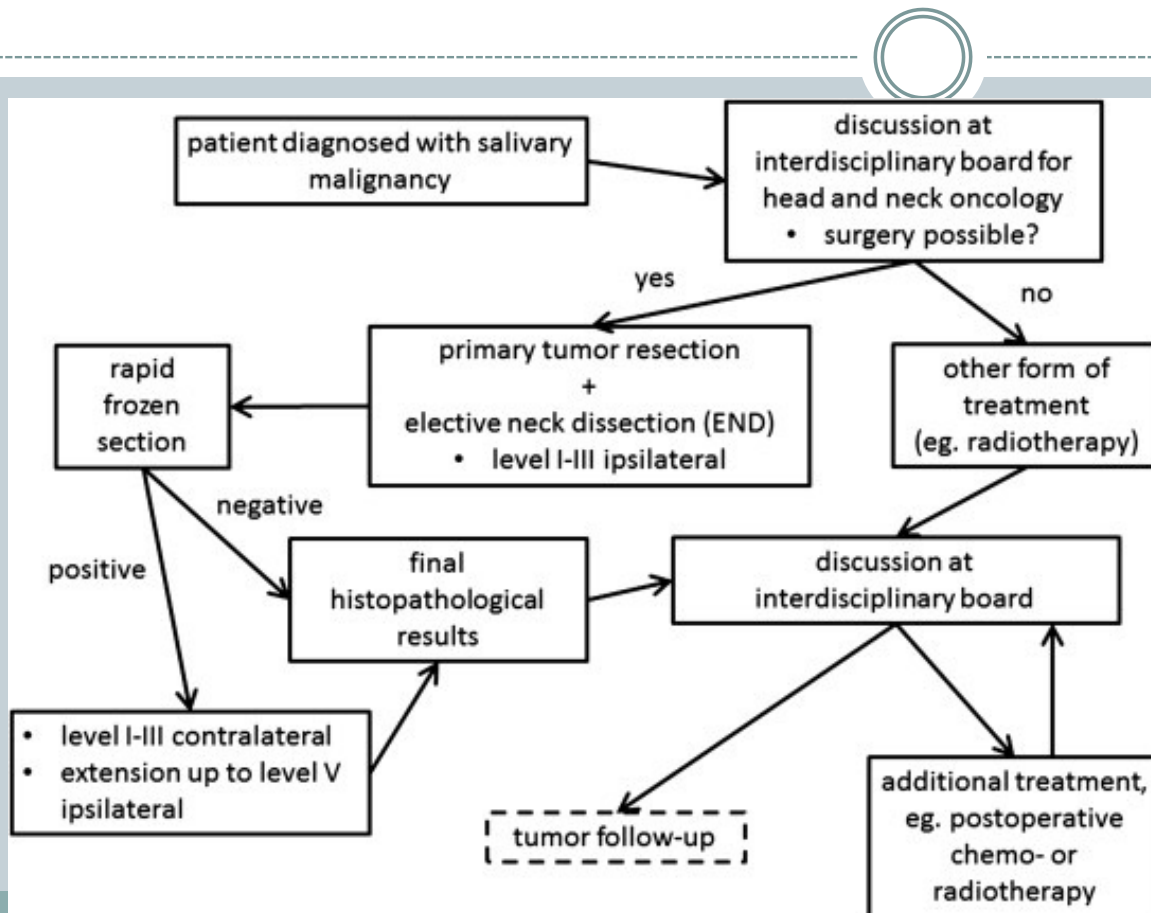 patient diagnosed with salivary
malignancy
discussion at
interdisciplinary board for
head and neck oncology
• surgery possible?
yes
no
primary tumor resection
+
elective neck dissection (END)
• level I-III ipsilateral
other form of
treatment
(eg. radiotherapy)
rapid
frozen
section
negative
positive
final
histopathological
results
discussion at
interdisciplinary board
• level I-III contralateral
• extension up to level V
ipsilateral
tumor follow-up
additional treatment,
eg. postoperative
chemo- or
radiotherapy